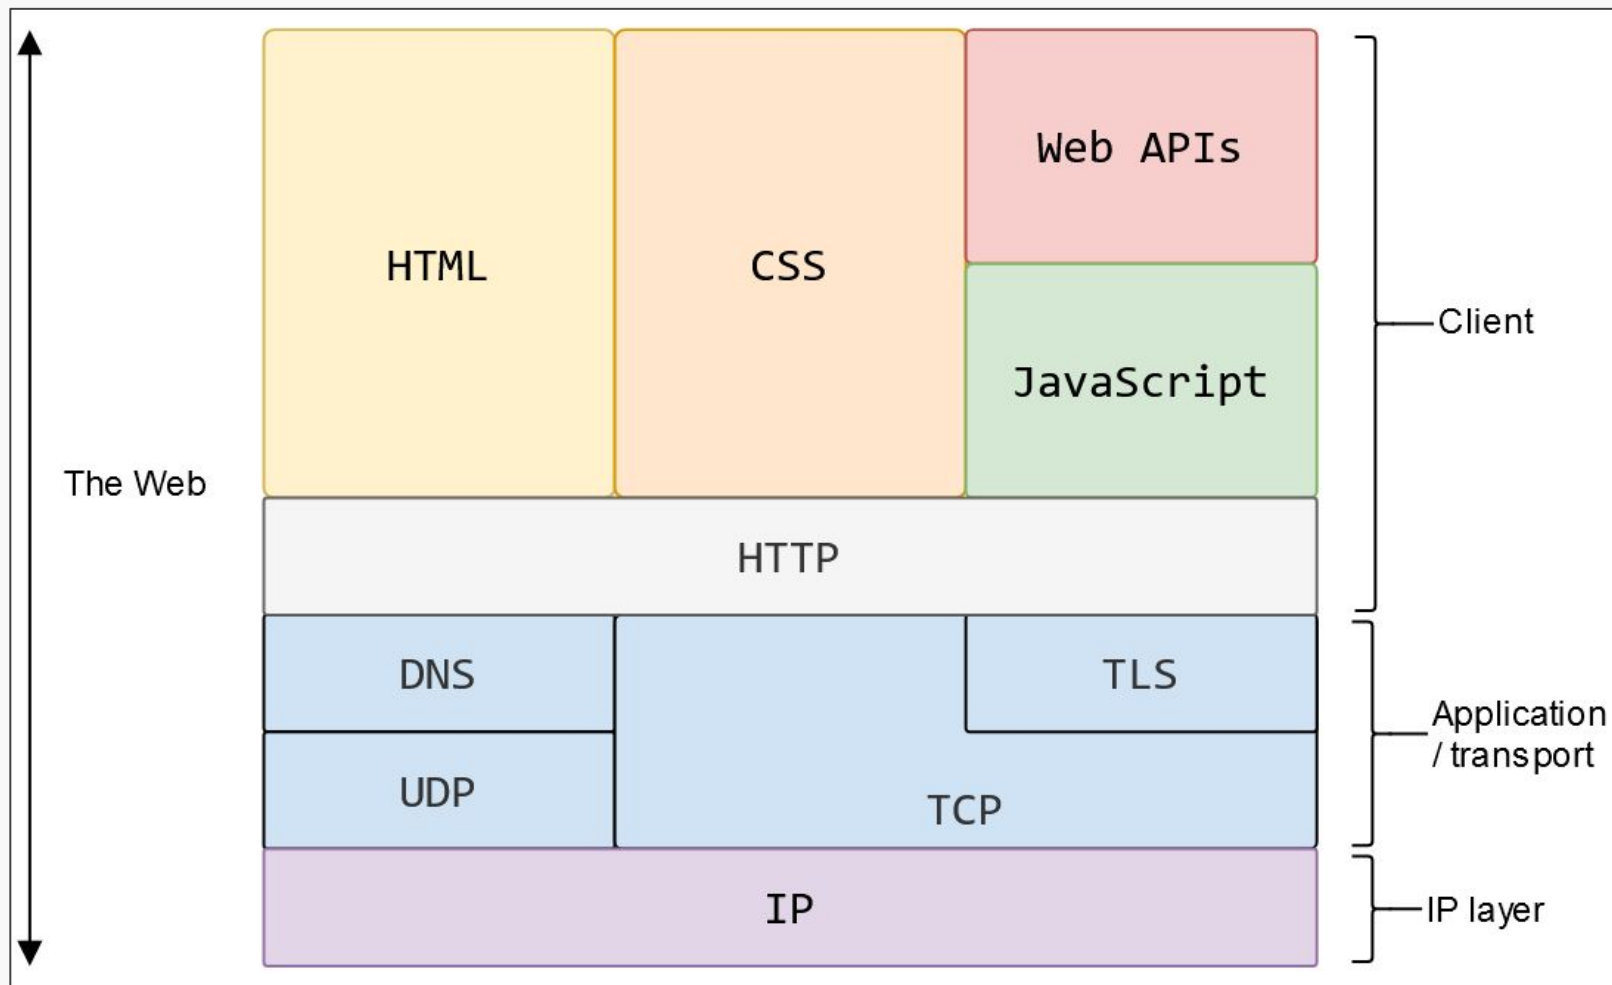 Web APIs
HTML
CSS
Client
JavaScript
The Web
HTTP
DNS
TLS
Application
/ transport
UDP
TCP
IP
IP layer